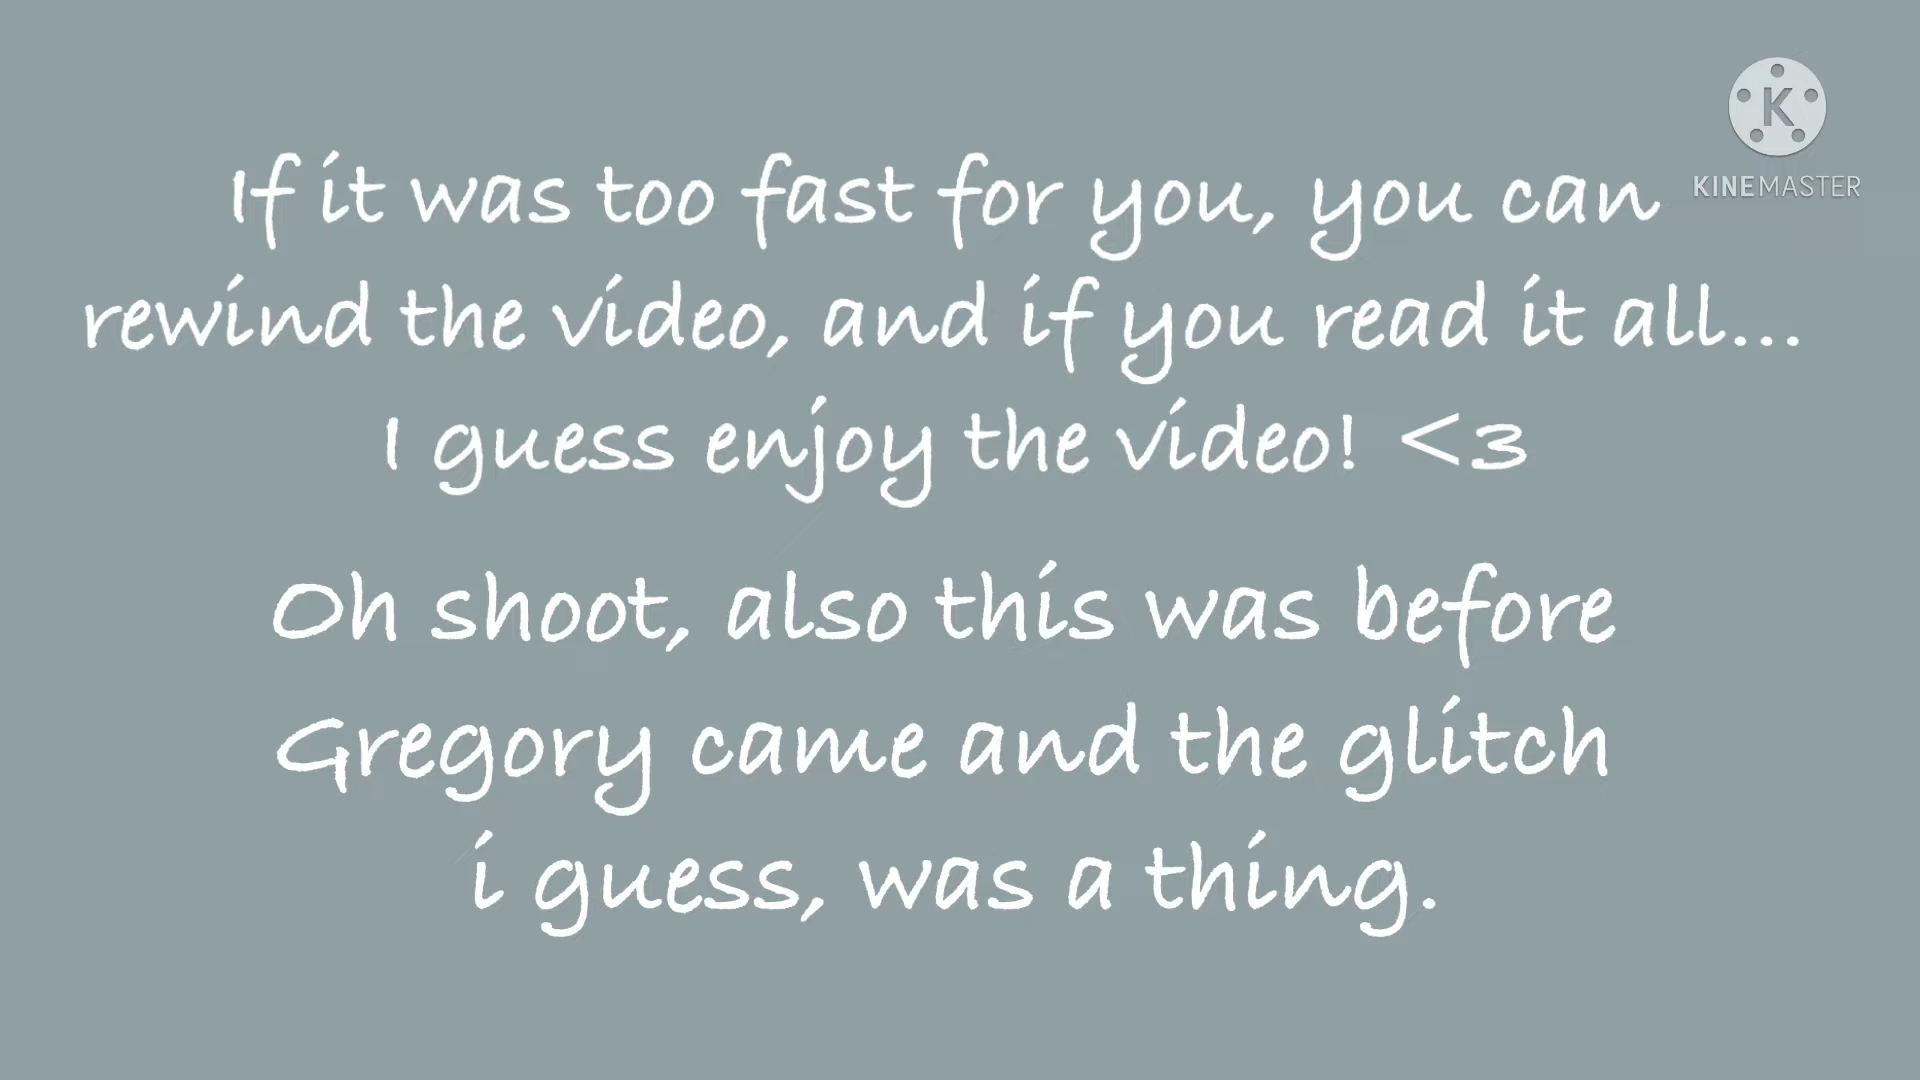 K
KINEMASTER
If it was too fast for you, you can
rewind the video, and if you read it all...
I guess enjoy the video! <3
Oh shoot, also this was before
Gregory came and the glitch
i guess, was a thing.